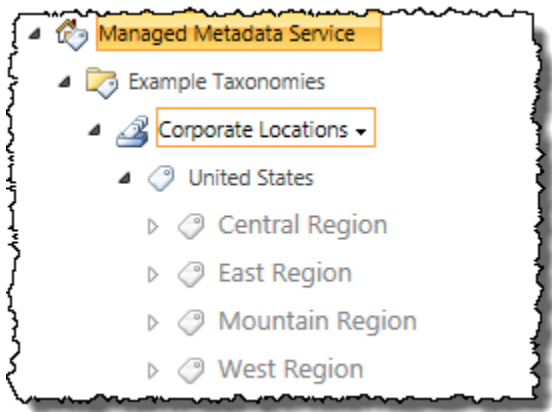 Managed Metadata Service
Example Taxonomies
Corporate Locations
United States
Central Region
East Region
Mountain Region
West Region